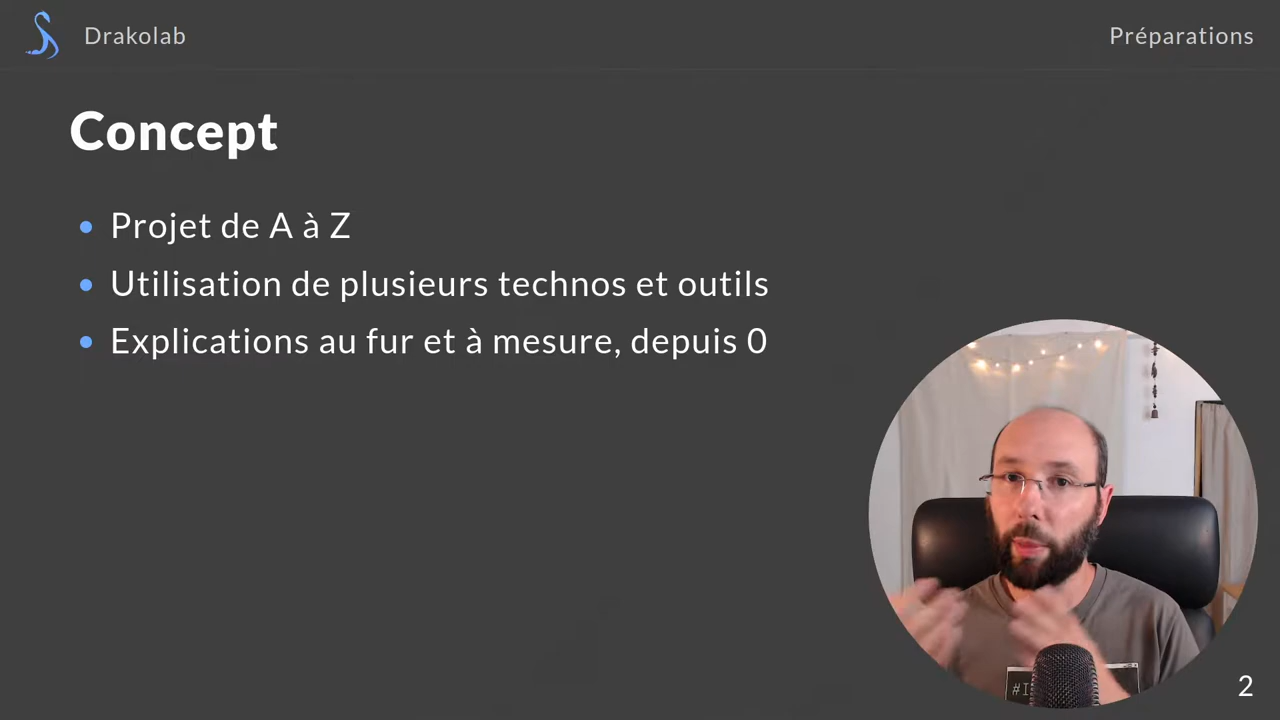 Drakolab
Préparations
Concept
Projet de A à Z
Utilisation de plusieurs technos et outils
Explications au fur et à mesure, depuis 0
2